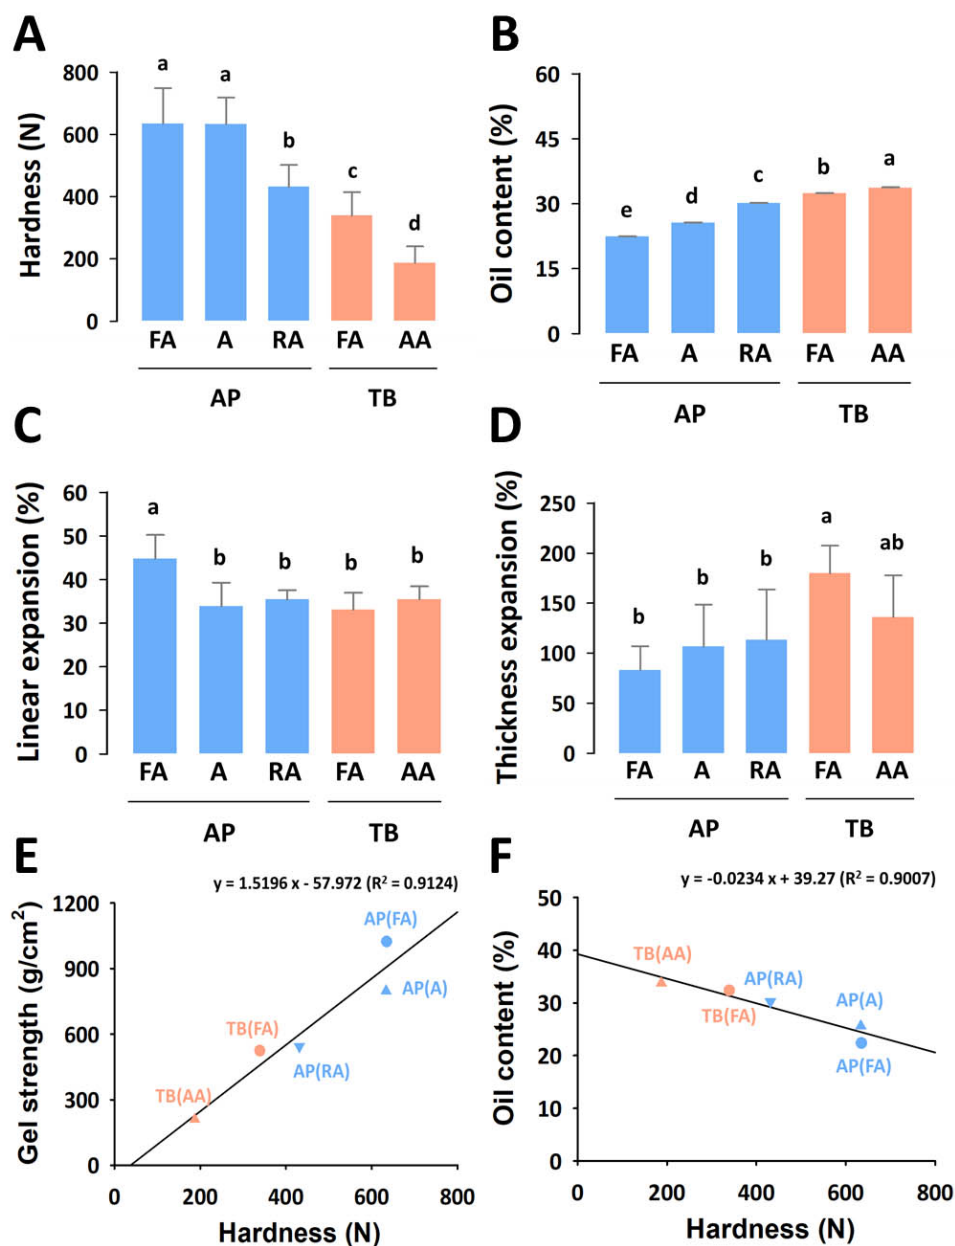 A
Hardness (N)
800
600
400
200
0
a
a
b
c
d
FA A RA FA AA
AP TB
B
Oil content (%)
60
45
30
15
0
e
d
c
b
a
FA A RA FA AA
AP TB
C
Linear expansion (%)
60
50
40
30
20
10
0
a
b
b
b
b
FA A RA FA AA
AP TB
D
Thickness expansion (%)
250
200
150
100
50
0
b
b
b
a
ab
FA A RA FA AA
AP TB
E
y = 1.5196 x - 57.972 (R² = 0.9124)
Gel strength (g/cm²)
1200
900
600
300
0
AP(FA)
AP(A)
TB(FA)
AP(RA)
TB(AA)
0 200 400 600 800
Hardness (N)
F
y = -0.0234 x + 39.27 (R² = 0.9007)
Oil content (%)
50
40
30
20
10
0
TB(AA)
AP(RA)
TB(FA)
AP(A)
AP(FA)
0 200 400 600 800
Hardness (N)